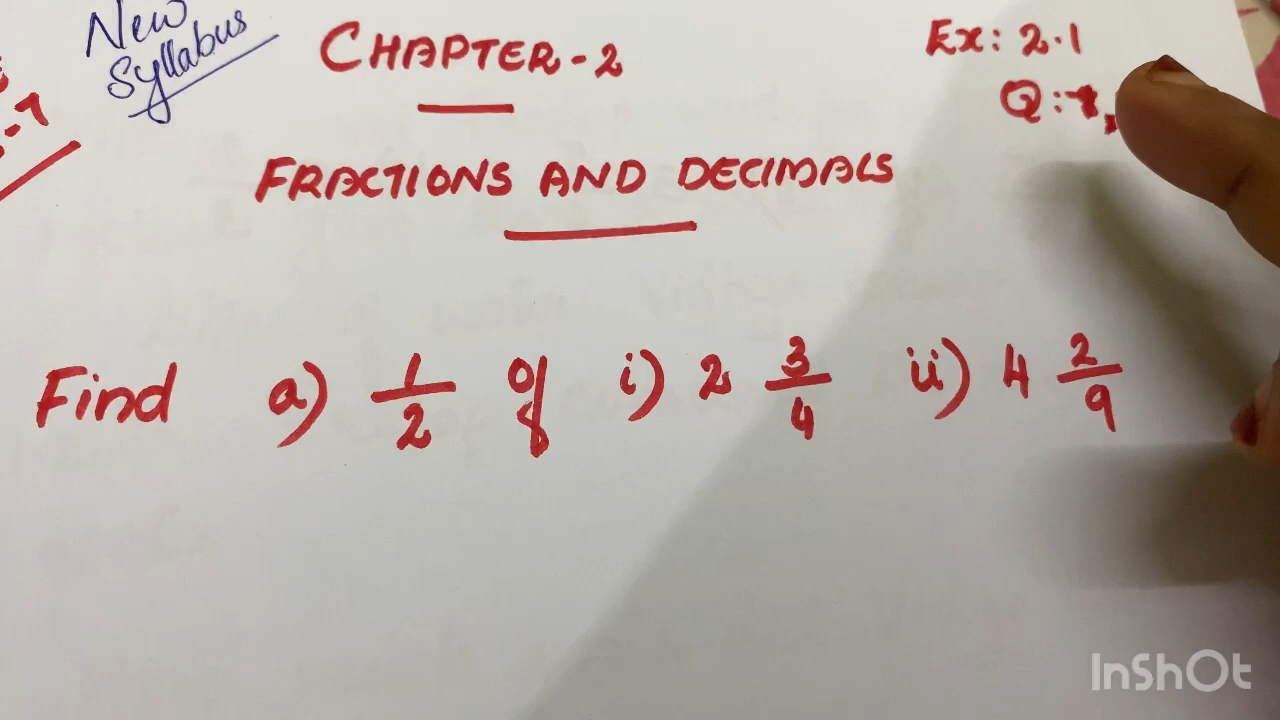 New
Syllabus
CHAPTER-2
Ex: 2.1
Q:
FRACTIONS AND DECIMALS
Find a) 1/2 of i) 2 3/4 ii) 4 2/9
InShOt